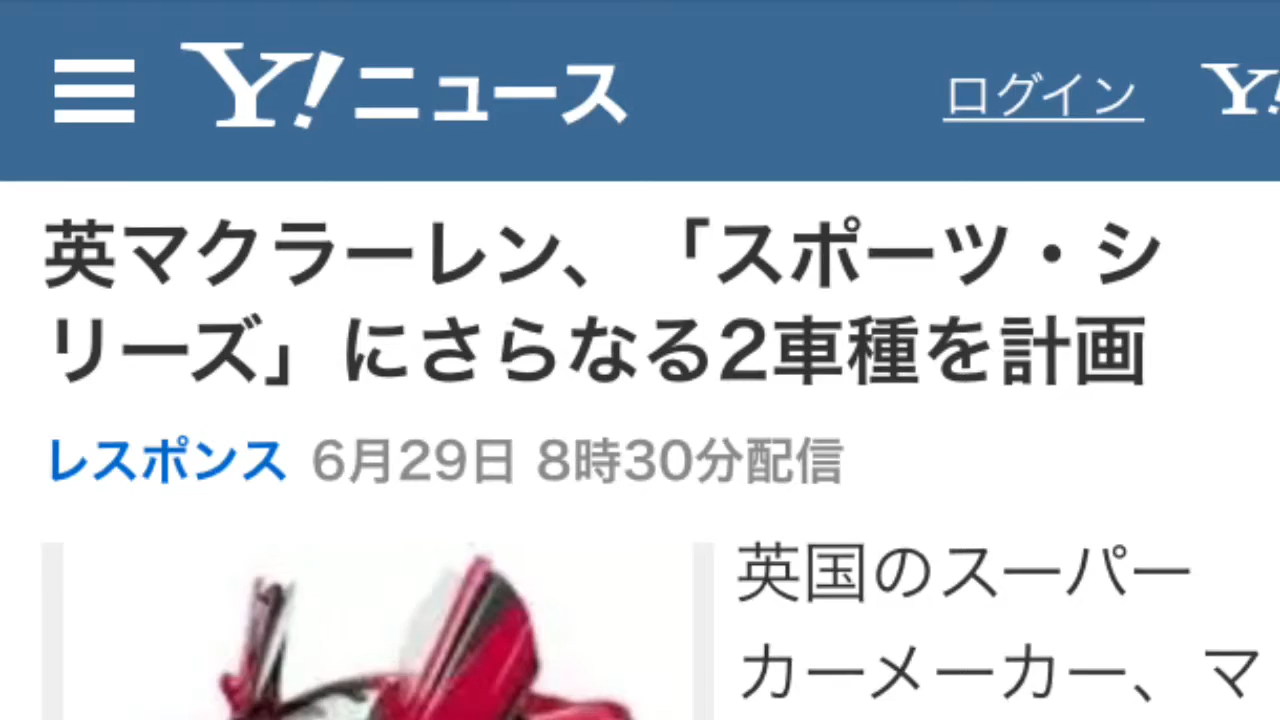 Y!ニュース ログイン Y!
英マクラーレン、「スポーツ・シ
リーズ」にさらなる2車種を計画
レスポンス 6月29日 8時30分配信
英国のスーパー
カーメーカー、マ